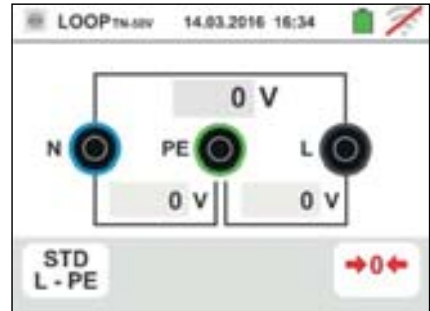 LOOP TN-50V 14.03.2016 16:34
0 V
N PE L
0 V 0 V
STD
L - PE
→0←